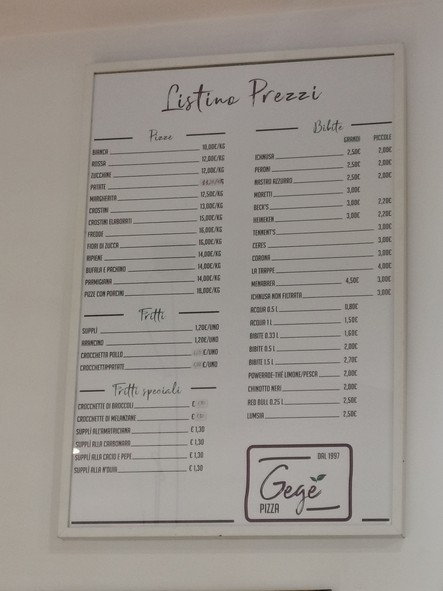 Listino Prezzi
Pizze
BIANCA 10,00€/KG
ROSSA 12,00€/KG
ZUCCHINE 12,00€/KG
PATATE
MARGHERITA 12,50€/KG
CROSTINI 13,00€/KG
CROSTINI ELABORATI 15,00€/KG
FREDDE 16,00€/KG
FIORI DI ZUCCA 16,00€/KG
RIPIENE 14,00€/KG
BUFALA E PACHINO 14,00€/KG
PARMIGIANA 14,00€/KG
PIZZE CON PORCINI 18,00€/KG
Fritti
SUPPLÌ 1,20€/UNO
ARANCINO 1,20€/UNO
CROCCHETTA POLLO €/UNO
CROCCHETTA PATATE €/UNO
Fritti speciali
CROCCHETTE DI BROCCOLI €
CROCCHETTE DI MELANZANE €
SUPPLÌ ALL'AMATRICIANA € 1,30
SUPPLÌ ALLA CARBONARA € 1,30
SUPPLÌ ALLA CACIO E PEPE € 1,30
SUPPLÌ ALLA N'DUJA € 1,30
Bibite
GRANDI PICCOLE
ICHNUSA 2,50€ 2,00€
PERONI 2,50€ 2,00€
NASTRO AZZURRO 2,50€ 2,00€
MORETTI 3,00€
BECK'S 3,00€ 2,20€
HEINEKEN 3,00€ 2,20€
TENNENT'S 3,00€
CERES 3,00€
CORONA 3,00€
LA TRAPPE 4,00€
MENABREA 4,50€ 3,00€
ICHNUSA NON FILTRATA 3,00€
ACQUA 0.5 L 0,80€
ACQUA 1 L 1,50€
BIBITE 0.33 L 1,60€
BIBITE 0.5 L 2,00€
BIBITE 1.5 L 2,70€
POWERADE-THÈ LIMONE/PESCA 2,00€
CHINOTTO NERI 2,00€
RED BULL 0.25 L 2,50€
LEMSIA 2,50€
DAL 1997
Gegè
PIZZA